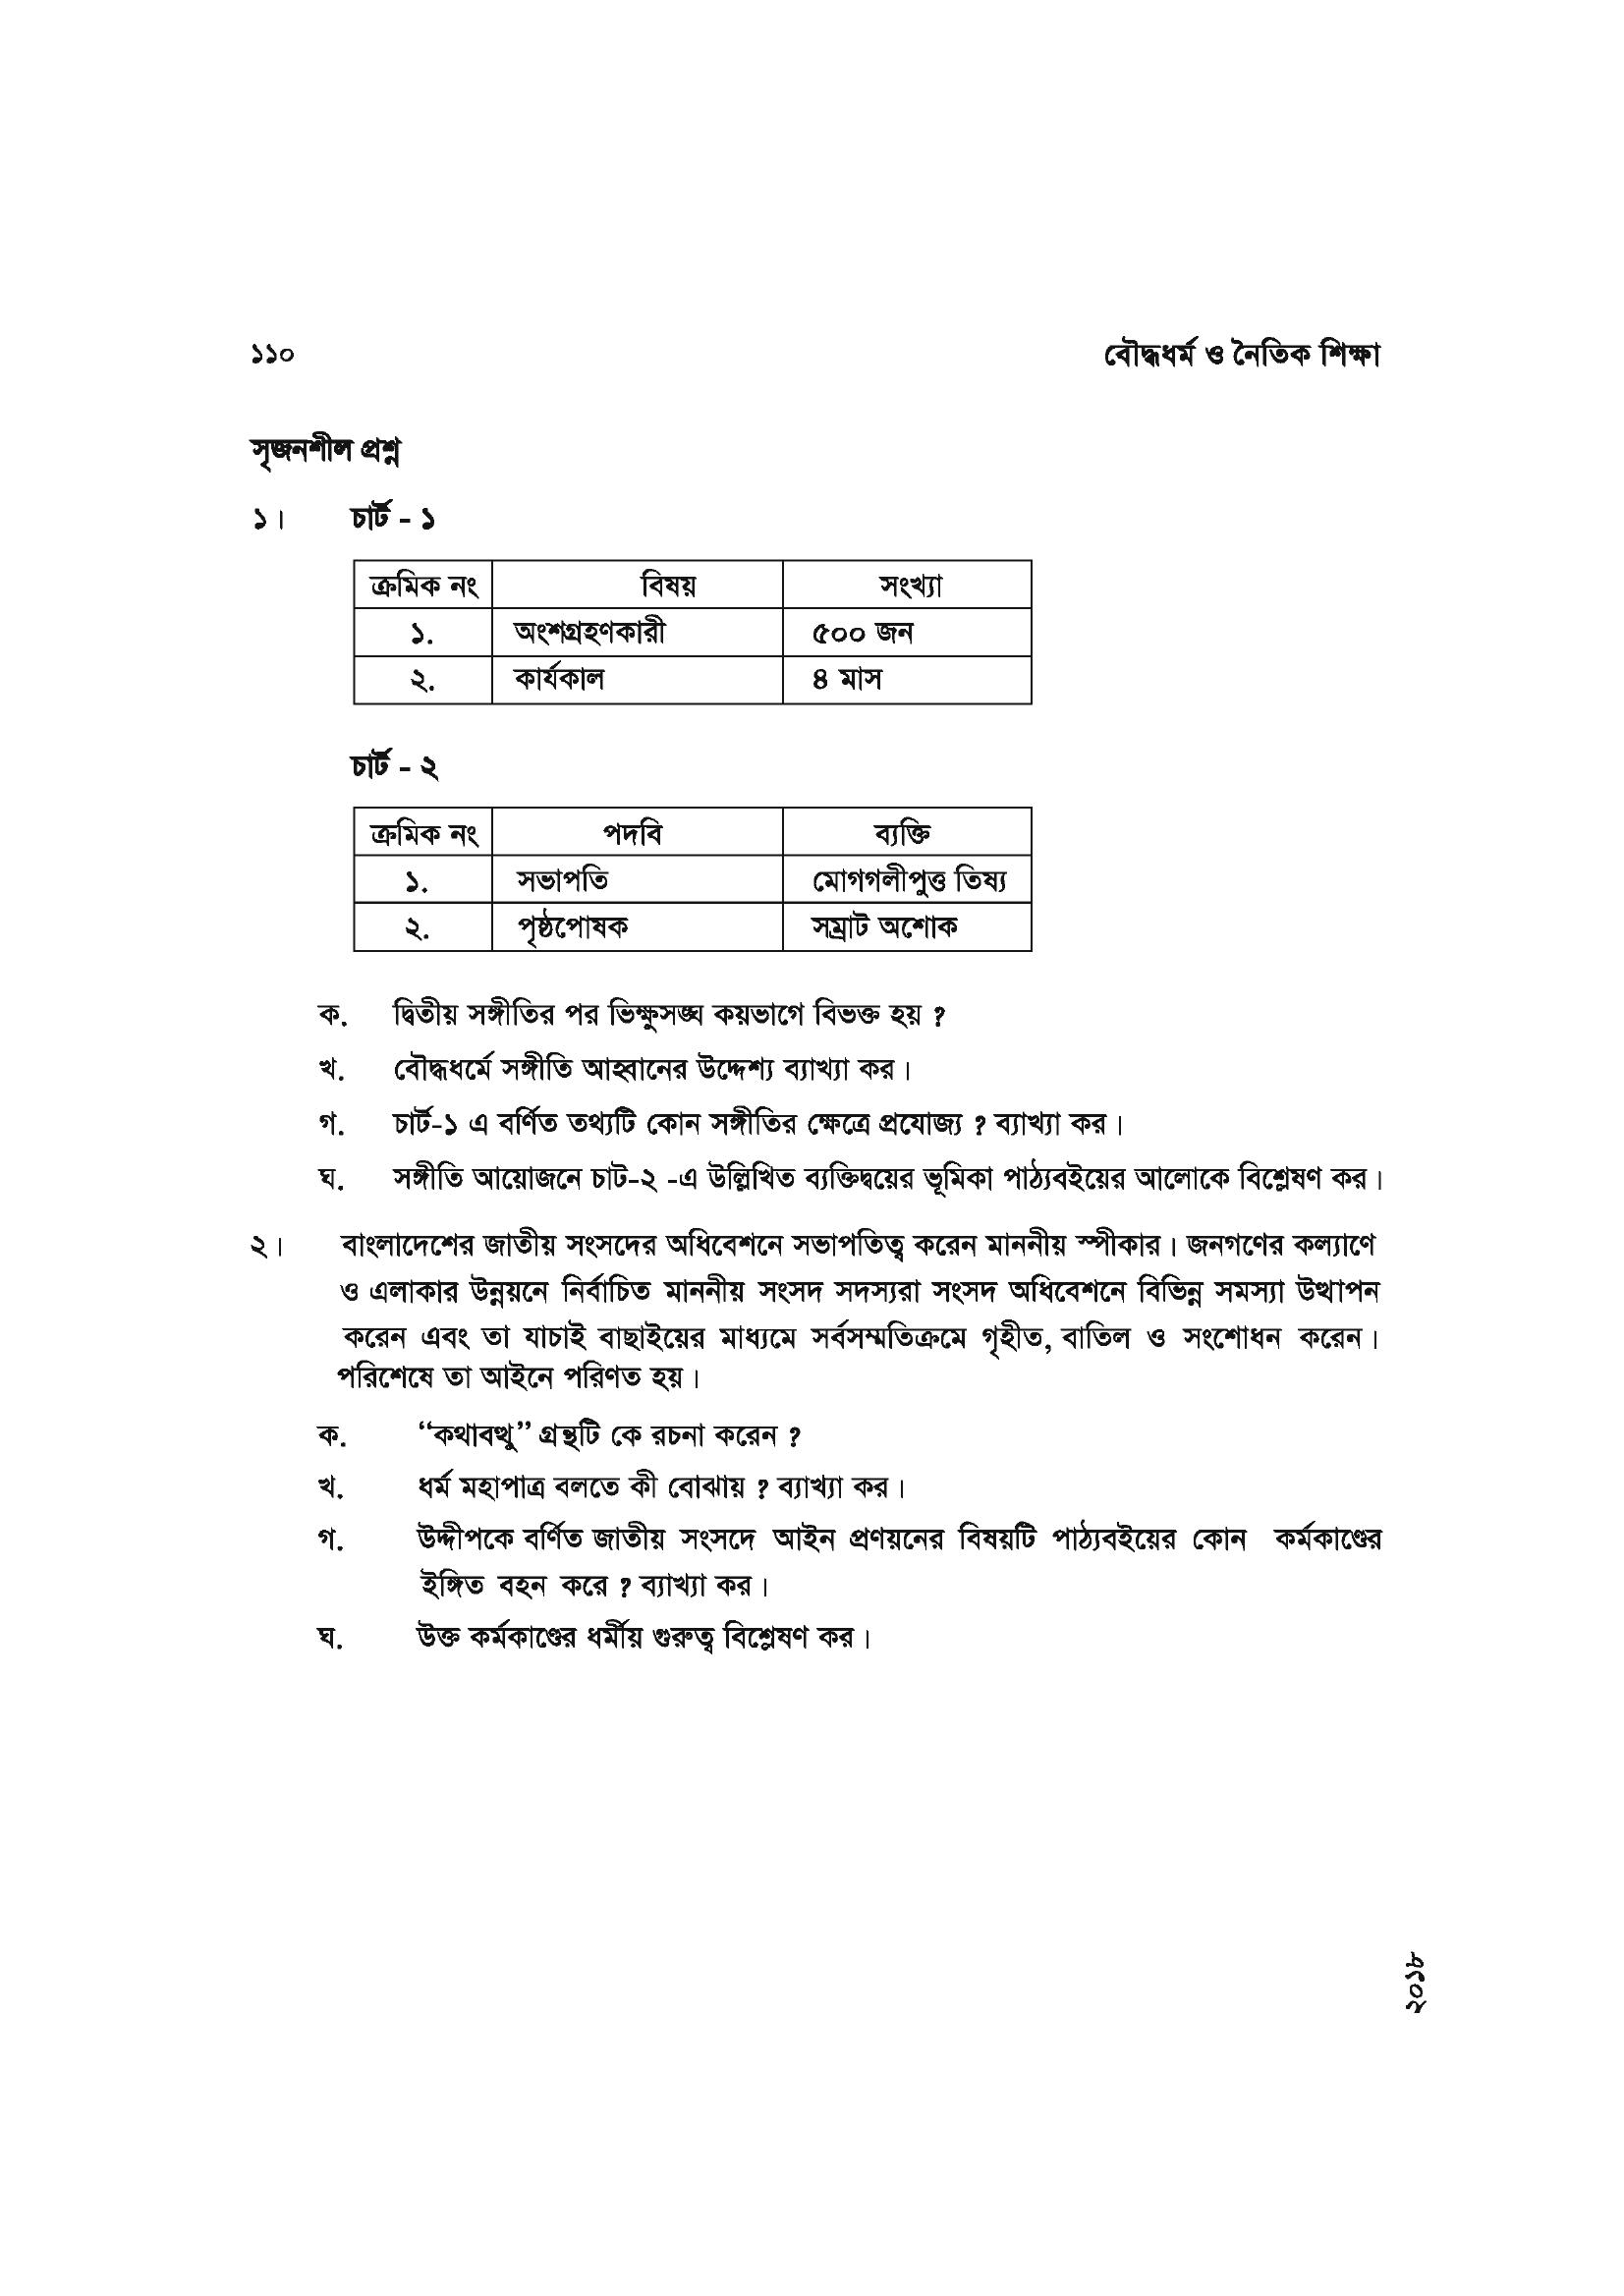 ১১০ বৌদ্ধধর্ম ও নৈতিক শিক্ষা
সৃজনশীল প্রশ্ন
১। চার্ট - ১
ক্রমিক নং বিষয় সংখ্যা
১. অংশগ্রহণকারী ৫০০ জন
২. কার্যকাল ৪ মাস
চার্ট - ২
ক্রমিক নং পদবি ব্যক্তি
১. সভাপতি মোগগলীপুত্ত তিষ্য
২. পৃষ্ঠপোষক সম্রাট অশোক
ক. দ্বিতীয় সঙ্গীতির পর ভিক্ষুসঙ্ঘ কয়ভাগে বিভক্ত হয় ?
খ. বৌদ্ধধর্মে সঙ্গীতি আহ্বানের উদ্দেশ্য ব্যাখ্যা কর।
গ. চার্ট-১ এ বর্ণিত তথ্যটি কোন সঙ্গীতির ক্ষেত্রে প্রযোজ্য ? ব্যাখ্যা কর।
ঘ. সঙ্গীতি আয়োজনে চাট-২ -এ উল্লিখিত ব্যক্তিদ্বয়ের ভূমিকা পাঠ্যবইয়ের আলোকে বিশ্লেষণ কর।
২। বাংলাদেশের জাতীয় সংসদের অধিবেশনে সভাপতিত্ব করেন মাননীয় স্পীকার। জনগণের কল্যাণে
ও এলাকার উন্নয়নে নির্বাচিত মাননীয় সংসদ সদস্যরা সংসদ অধিবেশনে বিভিন্ন সমস্যা উত্থাপন
করেন এবং তা যাচাই বাছাইয়ের মাধ্যমে সর্বসম্মতিক্রমে গৃহীত, বাতিল ও সংশোধন করেন।
পরিশেষে তা আইনে পরিণত হয়।
ক. “কথাবত্থু” গ্রন্থটি কে রচনা করেন ?
খ. ধর্ম মহাপাত্র বলতে কী বোঝায় ? ব্যাখ্যা কর।
গ. উদ্দীপকে বর্ণিত জাতীয় সংসদে আইন প্রণয়নের বিষয়টি পাঠ্যবইয়ের কোন কর্মকাণ্ডের
ইঙ্গিত বহন করে ? ব্যাখ্যা কর।
ঘ. উক্ত কর্মকাণ্ডের ধর্মীয় গুরুত্ব বিশ্লেষণ কর।
২০১৮